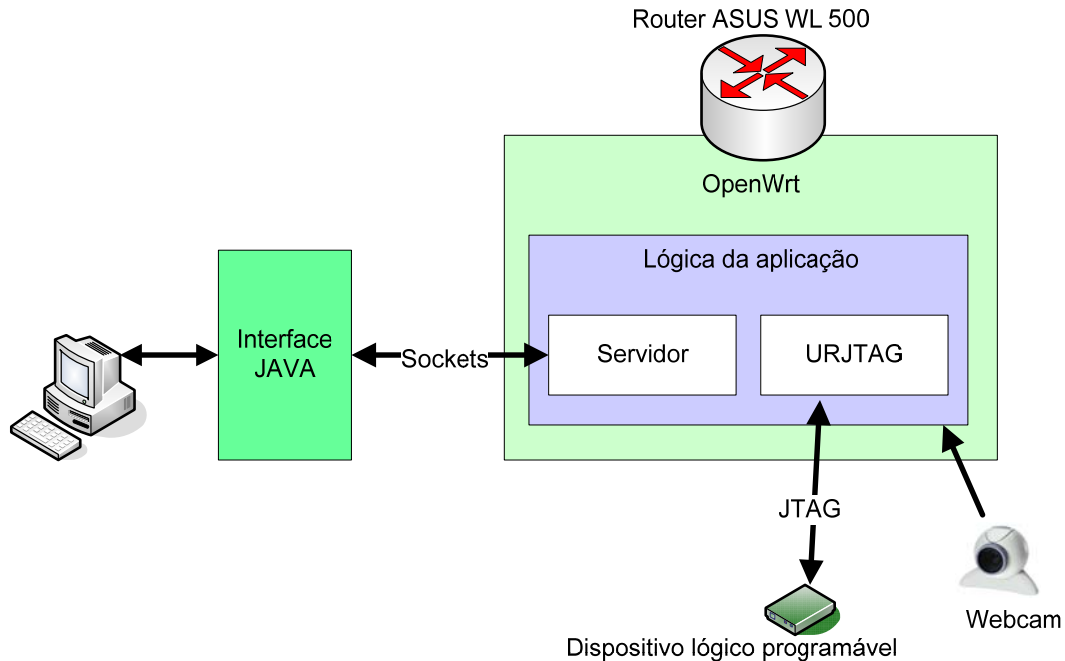 Router ASUS WL 500
OpenWrt
Lógica da aplicação
Interface
JAVA
Sockets
Servidor
URJTAG
JTAG
Webcam
Dispositivo lógico programável